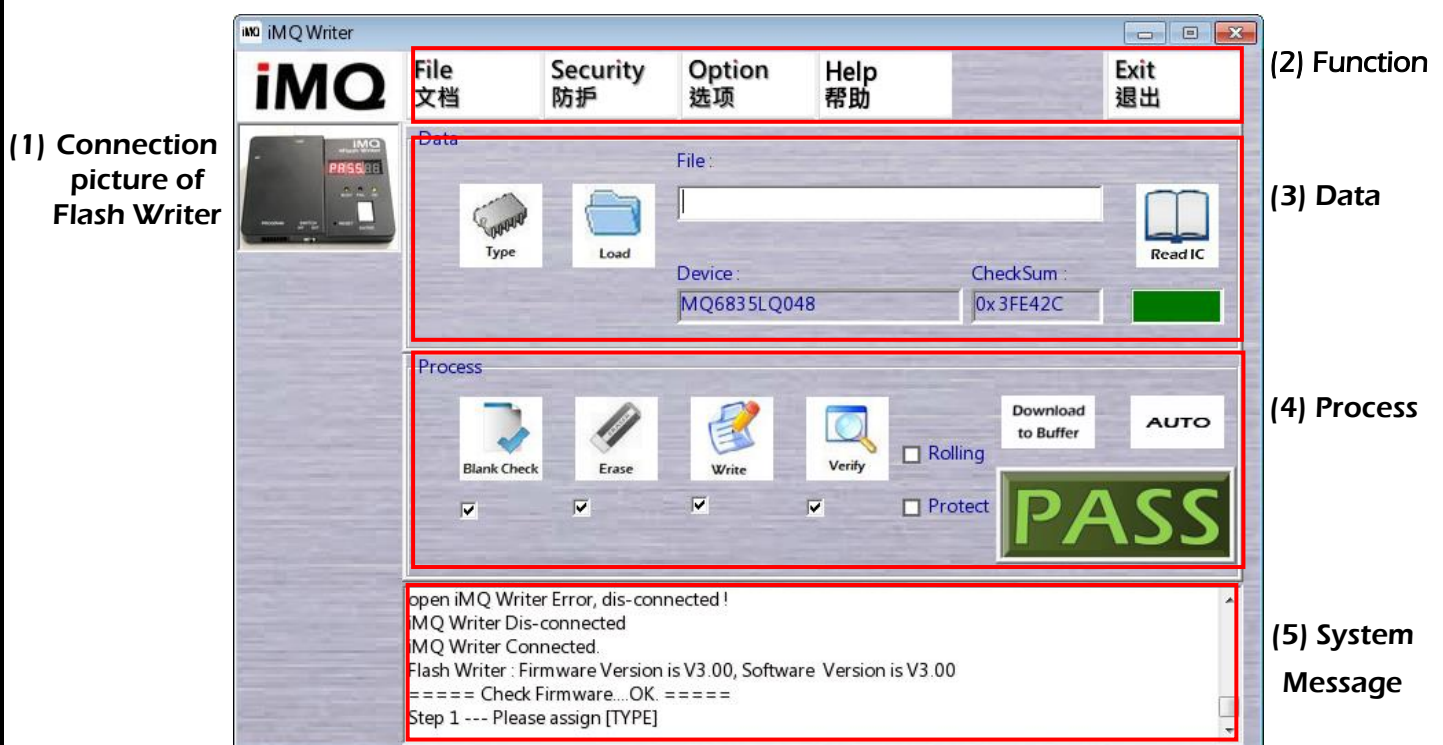 iMQ iMQ Writer
iMQ
File
文档
Security
防护
Option
选项
Help
帮助
Exit
退出
(2) Function
(1) Connection
picture of
Flash Writer
iMQ
PASS
Data
File :
Type
Load
Read IC
Device :
CheckSum :
MQ6835LQ048
0x3FE42C
(3) Data
Process
Blank Check
Erase
Write
Verify
Rolling
Protect
Download
to Buffer
AUTO
PASS
(4) Process
open iMQ Writer Error, dis-connected !
iMQ Writer Dis-connected
iMQ Writer Connected.
Flash Writer : Firmware Version is V3.00, Software Version is V3.00
===== Check Firmware....OK. =====
Step 1 --- Please assign [TYPE]
(5) System
Message